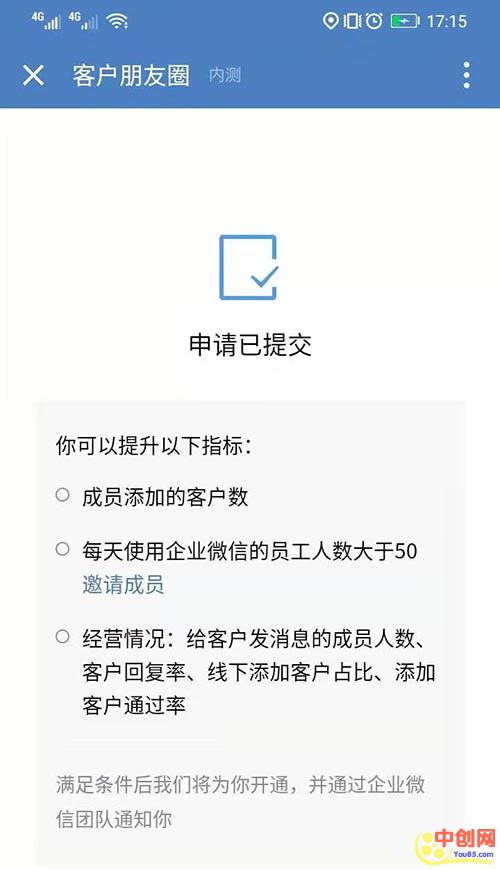 4G 4G 17:15
客户朋友圈 内测
申请已提交
你可以提升以下指标：
成员添加的客户数
每天使用企业微信的员工人数大于50
邀请成员
经营情况：给客户发消息的成员人数、
客户回复率、线下添加客户占比、添加
客户通过率
满足条件后我们将为你开通，并通过企业微
信团队通知你
中创网
You85.com